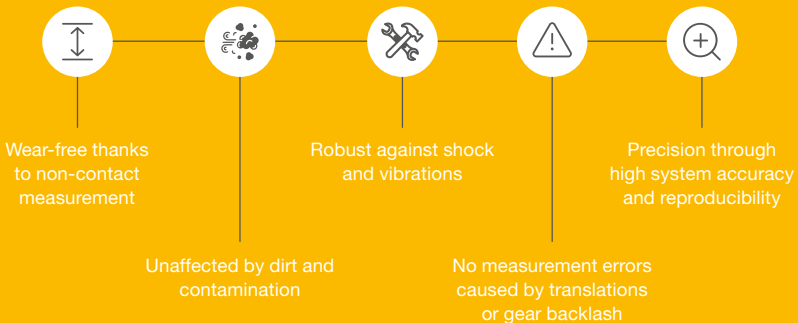 Wear-free thanks
to non-contact
measurement
Unaffected by dirt and
contamination
Robust against shock
and vibrations
No measurement errors
caused by translations
or gear backlash
Precision through
high system accuracy
and reproducibility